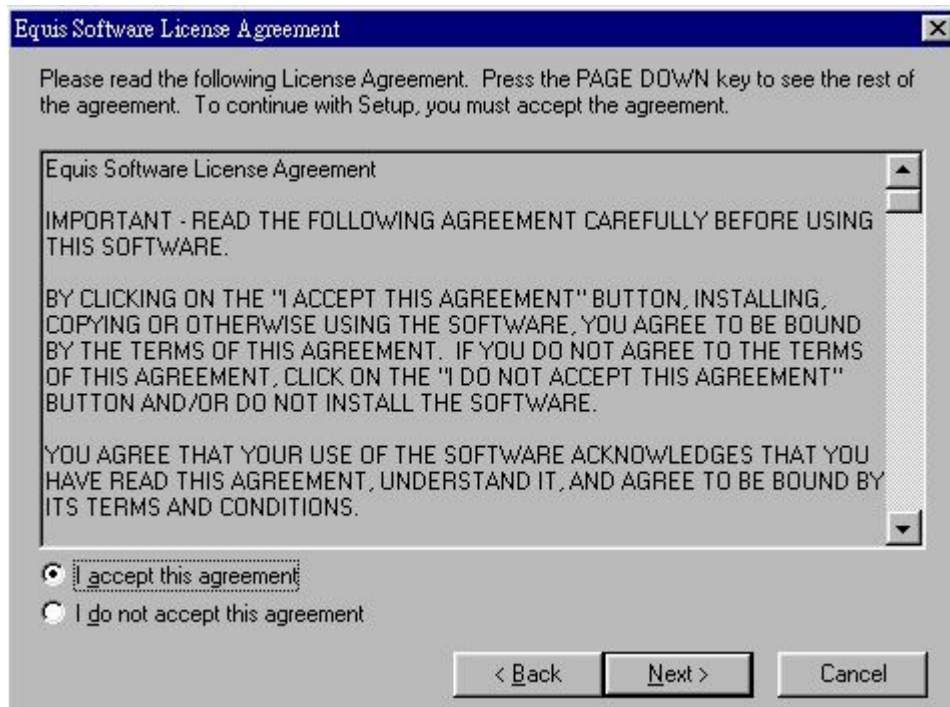 Equis Software License Agreement
Please read the following License Agreement. Press the PAGE DOWN key to see the rest of
the agreement. To continue with Setup, you must accept the agreement.
Equis Software License Agreement
IMPORTANT - READ THE FOLLOWING AGREEMENT CAREFULLY BEFORE USING
THIS SOFTWARE.
BY CLICKING ON THE "I ACCEPT THIS AGREEMENT" BUTTON, INSTALLING,
COPYING OR OTHERWISE USING THE SOFTWARE, YOU AGREE TO BE BOUND
BY THE TERMS OF THIS AGREEMENT. IF YOU DO NOT AGREE TO THE TERMS
OF THIS AGREEMENT, CLICK ON THE "I DO NOT ACCEPT THIS AGREEMENT"
BUTTON AND/OR DO NOT INSTALL THE SOFTWARE.
YOU AGREE THAT YOUR USE OF THE SOFTWARE ACKNOWLEDGES THAT YOU
HAVE READ THIS AGREEMENT, UNDERSTAND IT, AND AGREE TO BE BOUND BY
ITS TERMS AND CONDITIONS.
I accept this agreement
I do not accept this agreement
< Back Next > Cancel